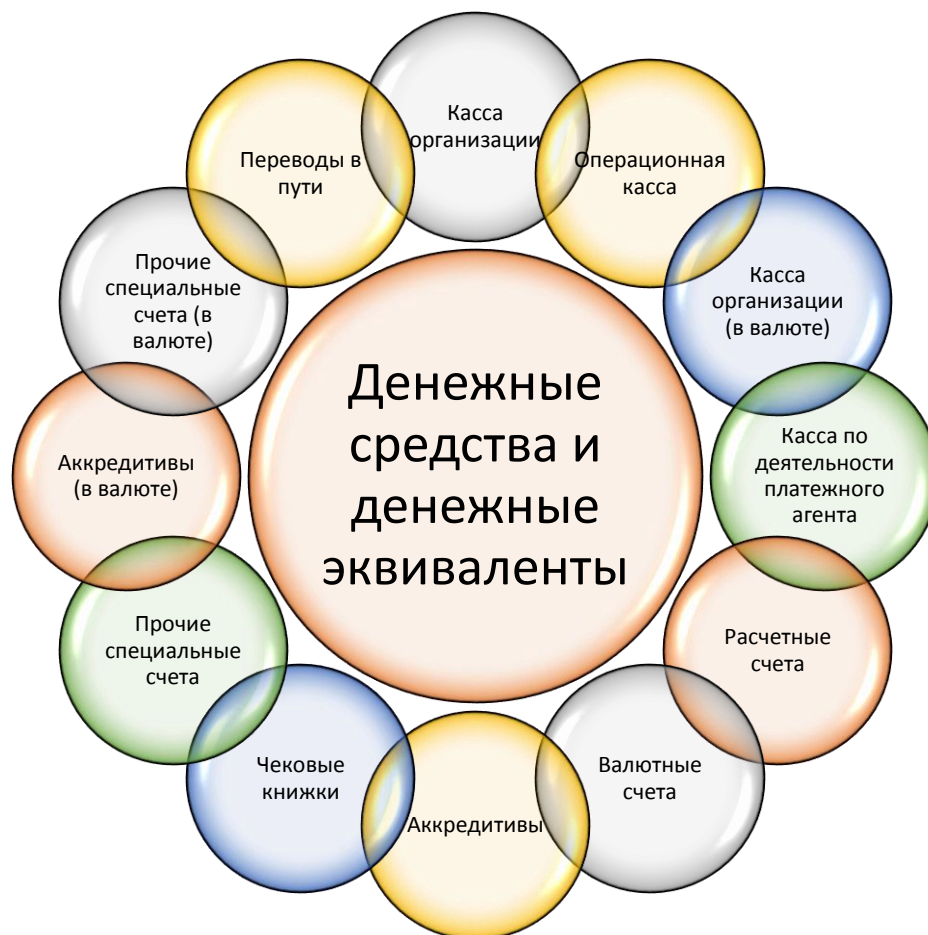 Касса
организации
Операционная
касса
Касса
организации
(в валюте)
Касса по
деятельности
платежного
агента
Расчетные
счета
Валютные
счета
Аккредитивы
Чековые
книжки
Прочие
специальные
счета
Аккредитивы
(в валюте)
Прочие
специальные
счета (в
валюте)
Переводы в
пути
Денежные
средства и
денежные
эквиваленты